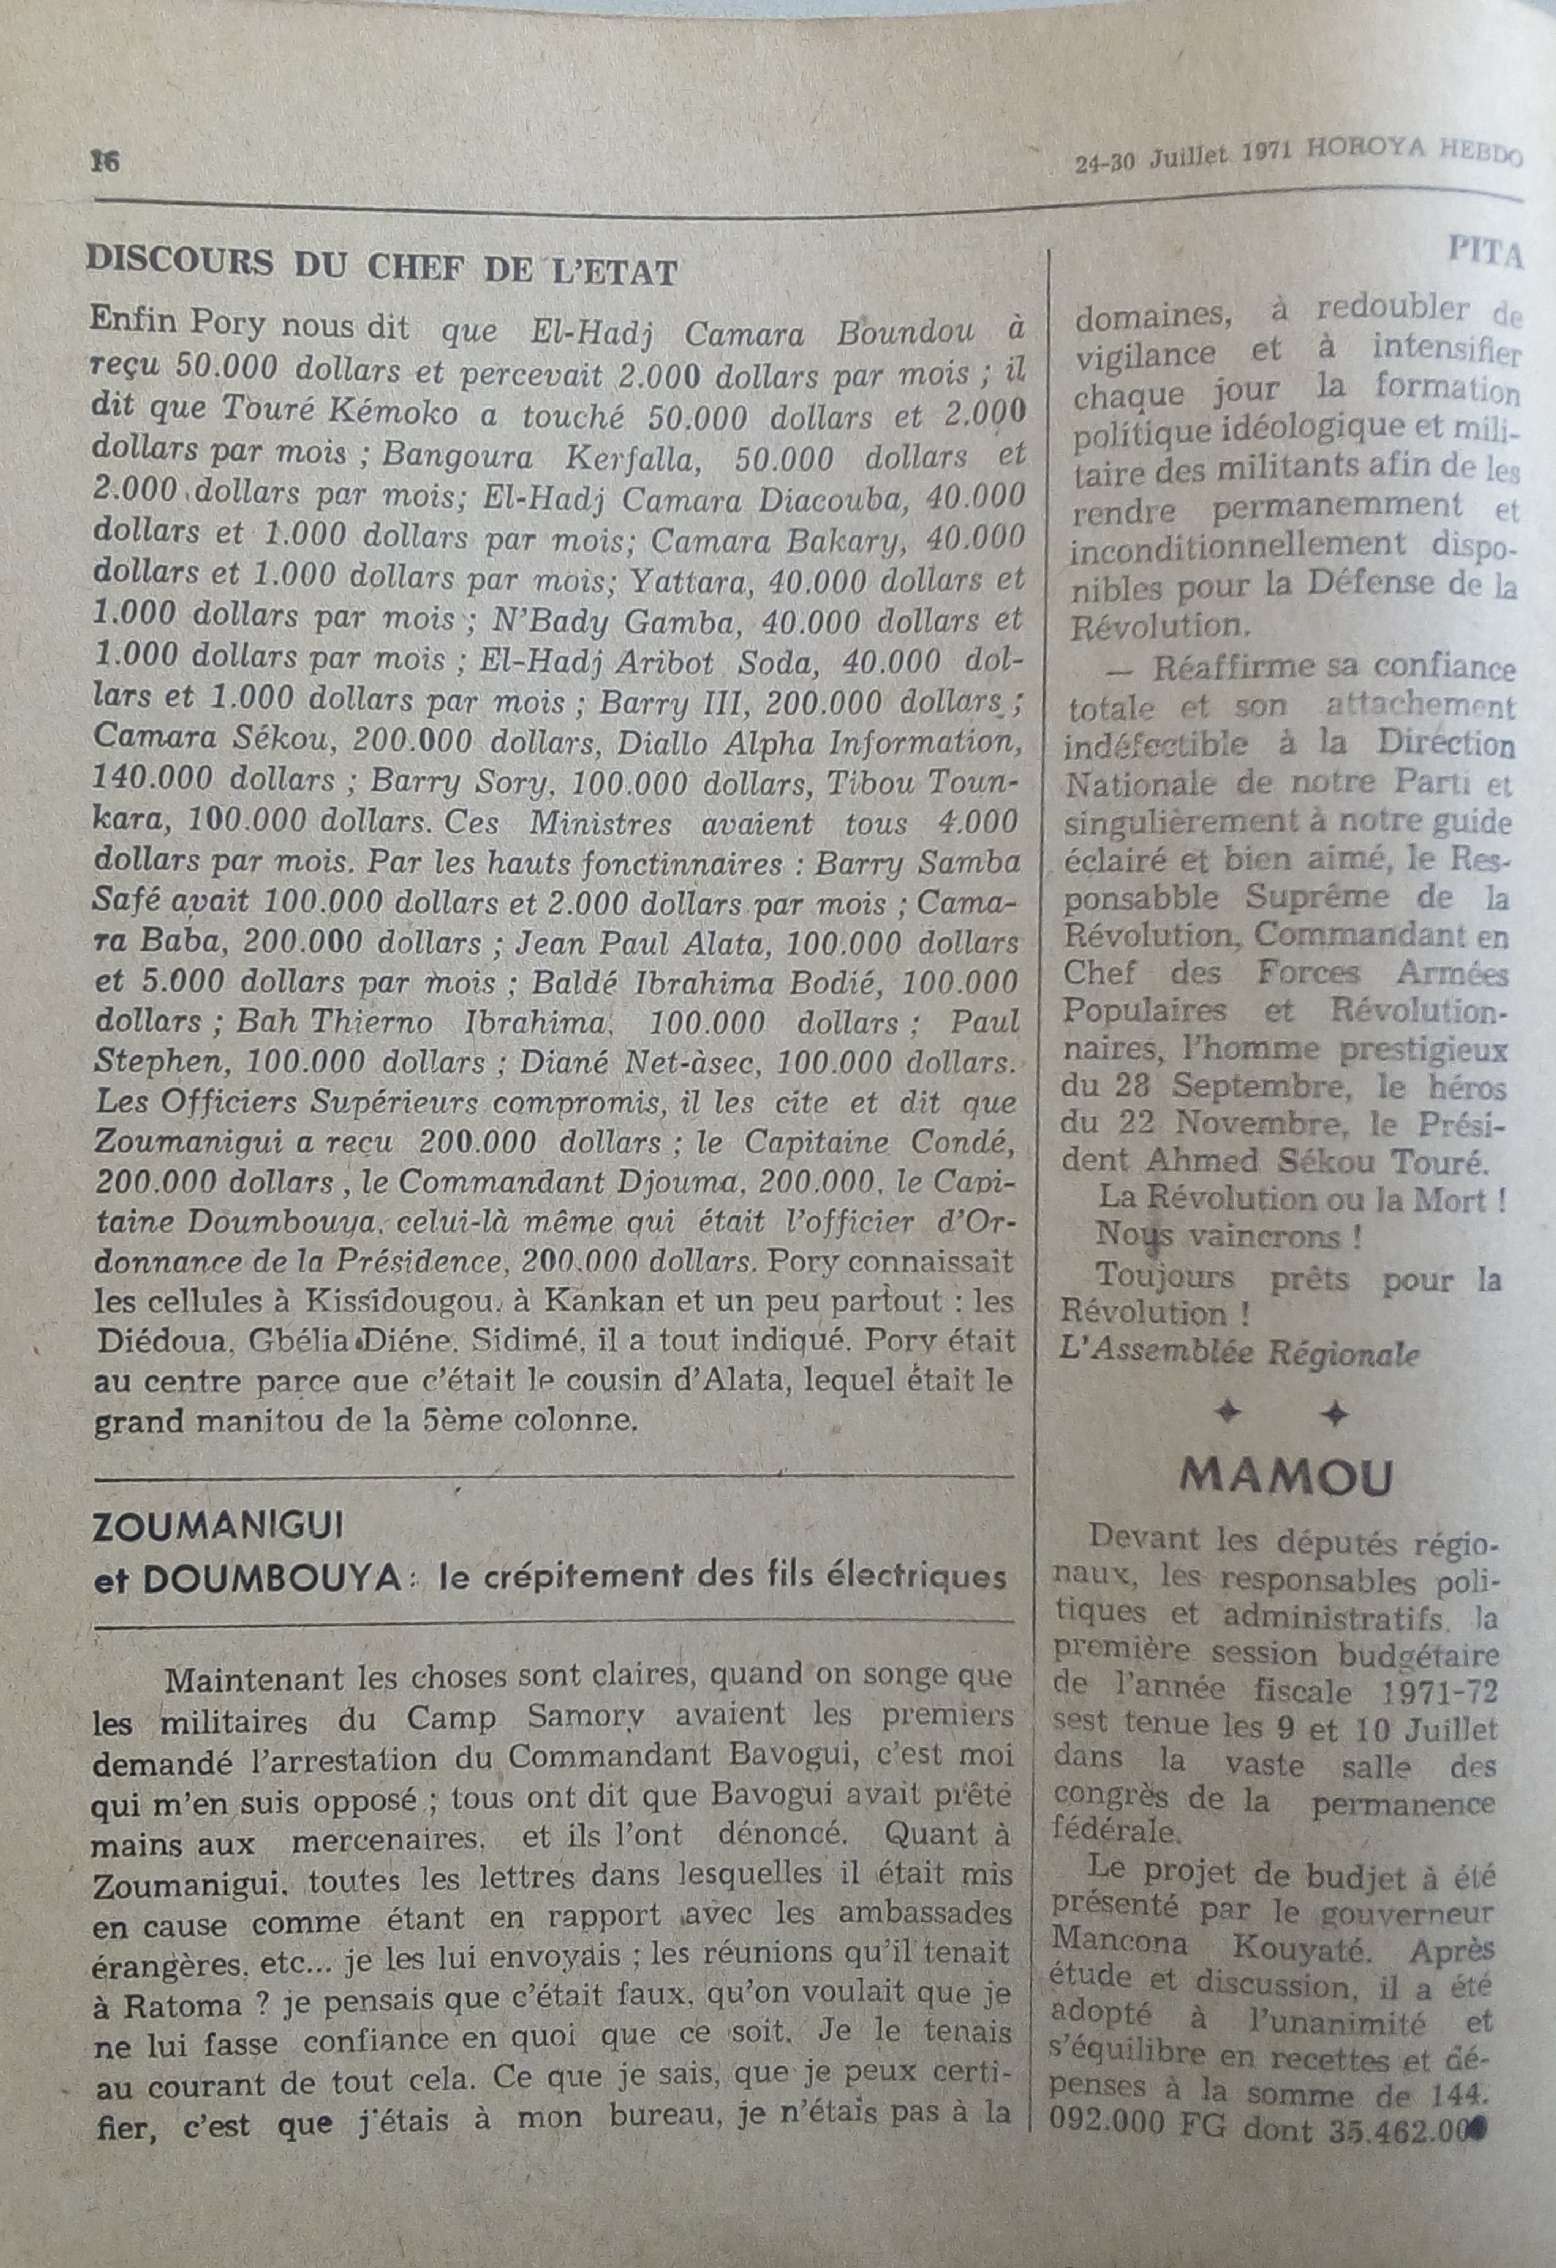 16
24-30 Juillet 1971 HOROYA HEBDO
DISCOURS DU CHEF DE L'ETAT
Enfin Pory nous dit que El-Hadj Camara Boundou à
reçu 50.000 dollars et percevait 2.000 dollars par mois ; il
dit que Touré Kémoko a touché 50.000 dollars et 2.000
dollars par mois ; Bangoura Kerfalla, 50.000 dollars et
2.000 dollars par mois; El-Hadj Camara Diacouba, 40.000
dollars et 1.000 dollars par mois; Camara Bakary, 40.000
dollars et 1.000 dollars par mois; Yattara, 40.000 dollars et
1.000 dollars par mois ; N'Bady Gamba, 40.000 dollars et
1.000 dollars par mois ; El-Hadj Aribot Soda, 40.000 dol-
lars et 1.000 dollars par mois ; Barry III, 200.000 dollars ;
Camara Sékou, 200.000 dollars, Diallo Alpha Information,
140.000 dollars ; Barry Sory, 100.000 dollars, Tibou Toun-
kara, 100.000 dollars. Ces Ministres avaient tous 4.000
dollars par mois. Par les hauts fonctinnaires : Barry Samba
Safé avait 100.000 dollars et 2.000 dollars par mois ; Cama-
ra Baba, 200.000 dollars ; Jean Paul Alata, 100.000 dollars
et 5.000 dollars par mois ; Baldé Ibrahima Bodié, 100.000
dollars ; Bah Thierno Ibrahima, 100.000 dollars ; Paul
Stephen, 100.000 dollars ; Diané Net-àsec, 100.000 dollars.
Les Officiers Supérieurs compromis, il les cite et dit que
Zoumanigui a reçu 200.000 dollars ; le Capitaine Condé,
200.000 dollars , le Commandant Djouma, 200.000, le Capi-
taine Doumbouya, celui-là même qui était l'officier d'Or-
donnance de la Présidence, 200.000 dollars. Pory connaissait
les cellules à Kissidougou, à Kankan et un peu partout : les
Diédoua, Gbélia Diéne, Sidimé, il a tout indiqué. Pory était
au centre parce que c'était le cousin d'Alata, lequel était le
grand manitou de la 5ème colonne.
ZOUMANIGUI
et DOUMBOUYA : le crépitement des fils électriques
Maintenant les choses sont claires, quand on songe que
les militaires du Camp Samory avaient les premiers
demandé l'arrestation du Commandant Bavogui, c'est moi
qui m'en suis opposé ; tous ont dit que Bavogui avait prêté
mains aux mercenaires, et ils l'ont dénoncé. Quant à
Zoumanigui, toutes les lettres dans lesquelles il était mis
en cause comme étant en rapport avec les ambassades
érangères, etc... je les lui envoyais ; les réunions qu'il tenait
à Ratoma ? je pensais que c'était faux, qu'on voulait que je
ne lui fasse confiance en quoi que ce soit. Je le tenais
au courant de tout cela. Ce que je sais, que je peux certi-
fier, c'est que j'étais à mon bureau, je n'étais pas à la
PITA
domaines, à redoubler de
vigilance et à intensifier
chaque jour la formation
politique idéologique et mili-
taire des militants afin de les
rendre permanemment et
inconditionnellement dispo-
nibles pour la Défense de la
Révolution.
— Réaffirme sa confiance
totale et son attachement
indéfectible à la Diréction
Nationale de notre Parti et
singulièrement à notre guide
éclairé et bien aimé, le Res-
ponsabble Suprême de la
Révolution, Commandant en
Chef des Forces Armées
Populaires et Révolution-
naires, l'homme prestigieux
du 28 Septembre, le héros
du 22 Novembre, le Prési-
dent Ahmed Sékou Touré.
La Révolution ou la Mort !
Nous vaincrons !
Toujours prêts pour la
Révolution !
L'Assemblée Régionale
MAMOU
Devant les députés régio-
naux, les responsables poli-
tiques et administratifs, la
première session budgétaire
de l'année fiscale 1971-72
sest tenue les 9 et 10 Juillet
dans la vaste salle des
congrès de la permanence
fédérale.
Le projet de budjet à été
présenté par le gouverneur
Mancona Kouyaté. Après
étude et discussion, il a été
adopté à l'unanimité et
s'équilibre en recettes et dé-
penses à la somme de 144.
092.000 FG dont 35.462.000